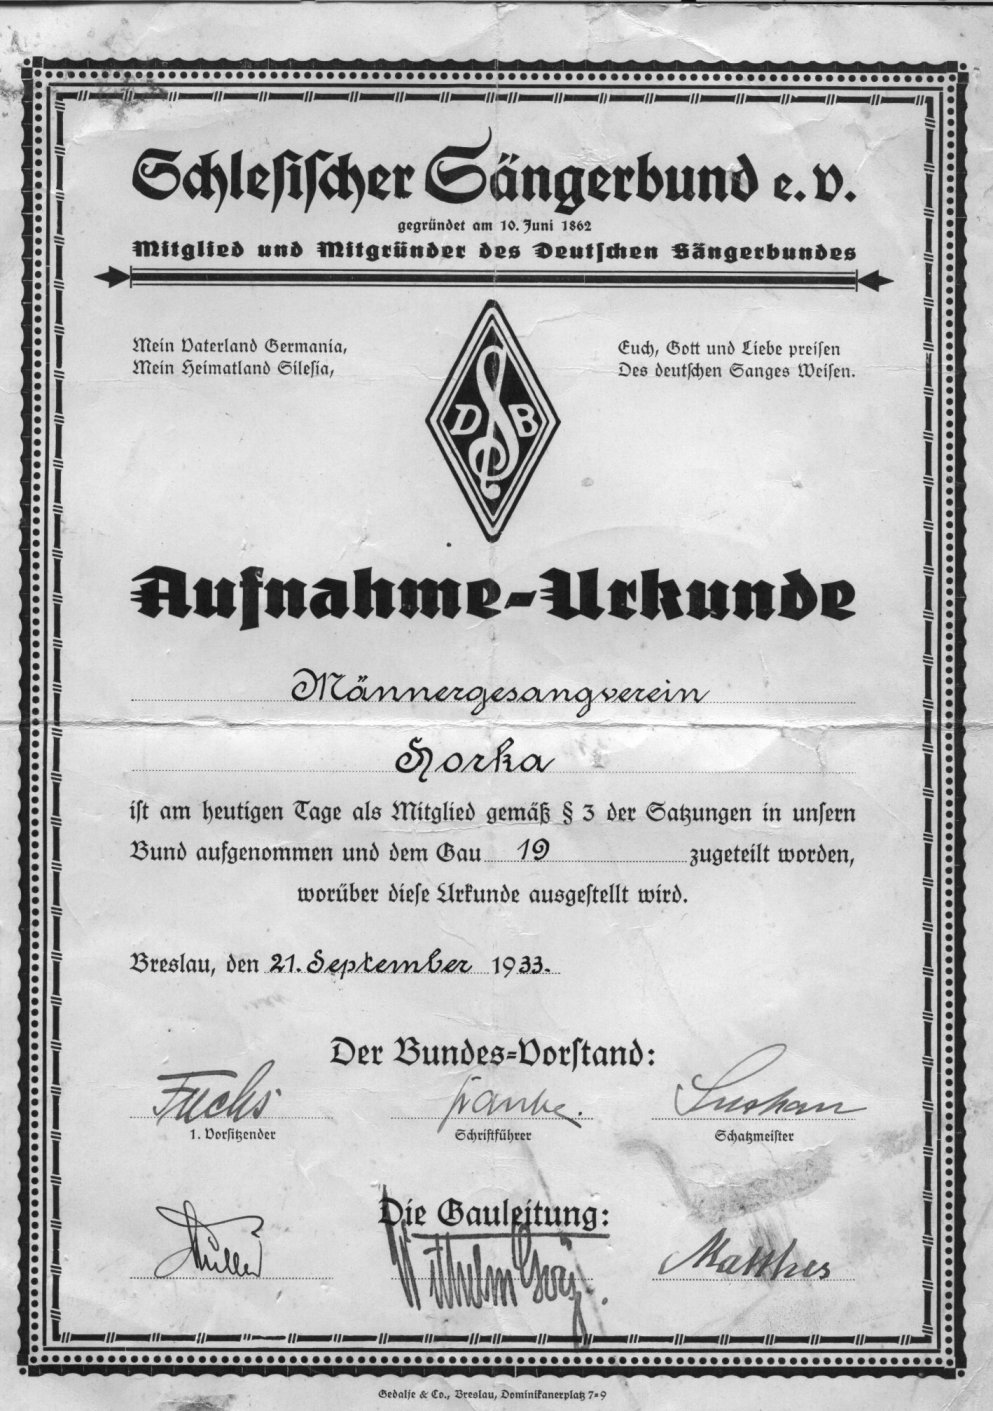 Schlesischer Sängerbund e.V.
gegründet am 10. Juni 1862
Mitglied und Mitgründer des Deutschen Sängerbundes
Mein Vaterland Germania,
Mein Heimatland Silesia,
Euch, Gott und Liebe preisen
Des deutschen Sanges Weisen.
D S B
Aufnahme-Urkunde
Männergesangverein
Horka
ist am heutigen Tage als Mitglied gemäß § 3 der Satzungen in unsern
Bund aufgenommen und dem Gau 19 zugeteilt worden,
worüber diese Urkunde ausgestellt wird.
Breslau, den 21. September 1933.
Der Bundes-Vorstand:
Fuchs
1. Vorsitzender
Schriftführer
Schatzmeister
Die Gauleitung:
Müller Wilhelm Matthes
Gedalje & Co., Breslau, Dominikanerplatz 7-9